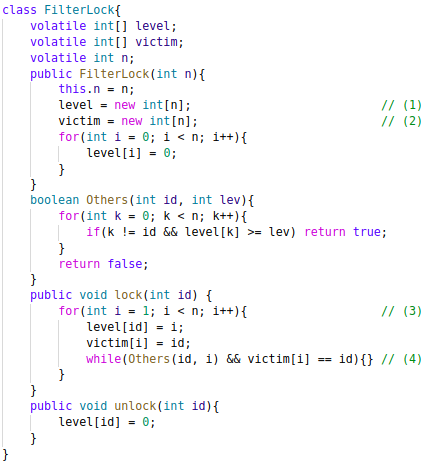 class FilterLock{
    volatile int[] level;
    volatile int[] victim;
    volatile int n;
    public FilterLock(int n){
        this.n = n;
        level = new int[n];                           // (1)
        victim = new int[n];                          // (2)
        for(int i = 0; i < n; i++){
            level[i] = 0;
        }
    }
    boolean Others(int id, int lev){
        for(int k = 0; k < n; k++){
            if(k != id && level[k] >= lev) return true;
        }
        return false;
    }
    public void lock(int id) {
        for(int i = 1; i < n; i++){                   // (3)
            level[id] = i;
            victim[i] = id;
            while(Others(id, i) && victim[i] == id){} // (4)
        }
    }
    public void unlock(int id){
        level[id] = 0;
    }
}